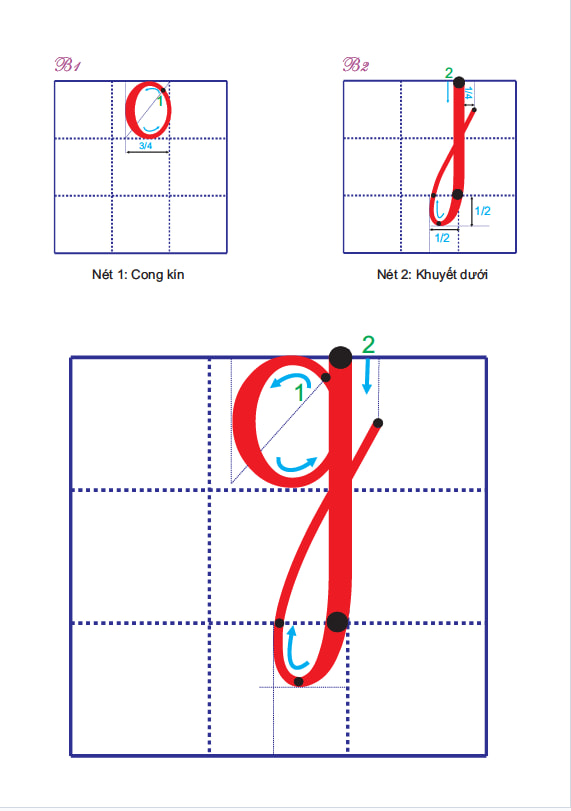 B1
B2
1
3/4
2
1/4
1/2
1/2
Nét 1: Cong kín
Nét 2: Khuyết dưới
1
2
g